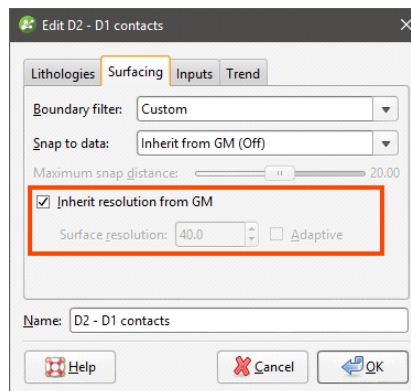 Edit D2 - D1 contacts
Lithologies Surfacing Inputs Trend
Boundary filter: Custom
Snap to data: Inherit from GM (Off)
Maximum snap distance: 20.00
Inherit resolution from GM
Surface resolution: 40.0 Adaptive
Name: D2 - D1 contacts
Help Cancel OK